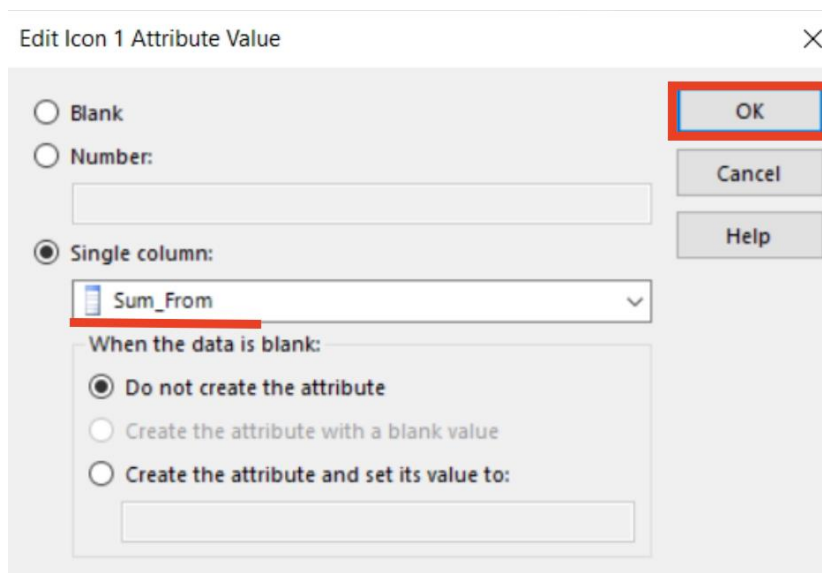 Edit Icon 1 Attribute Value
Blank
OK
Number:
Cancel
Help
Single column:
Sum_From
When the data is blank:
Do not create the attribute
Create the attribute with a blank value
Create the attribute and set its value to: